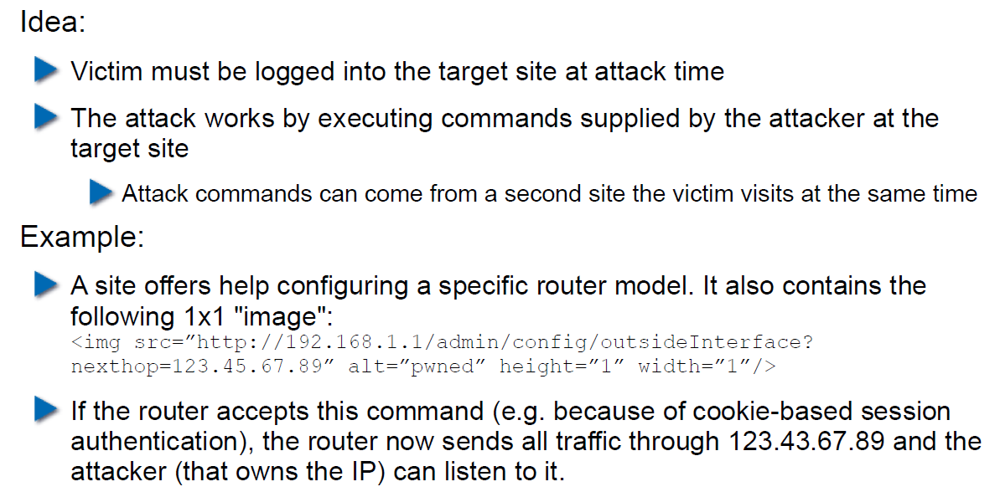 Idea:
Victim must be logged into the target site at attack time
The attack works by executing commands supplied by the attacker at the
target site
Attack commands can come from a second site the victim visits at the same time
Example:
A site offers help configuring a specific router model. It also contains the
following 1x1 "image":
<img src=”http://192.168.1.1/admin/config/outsideInterface?
nexthop=123.45.67.89” alt=”pwned” height=”1” width=”1”/>
If the router accepts this command (e.g. because of cookie-based session
authentication), the router now sends all traffic through 123.43.67.89 and the
attacker (that owns the IP) can listen to it.